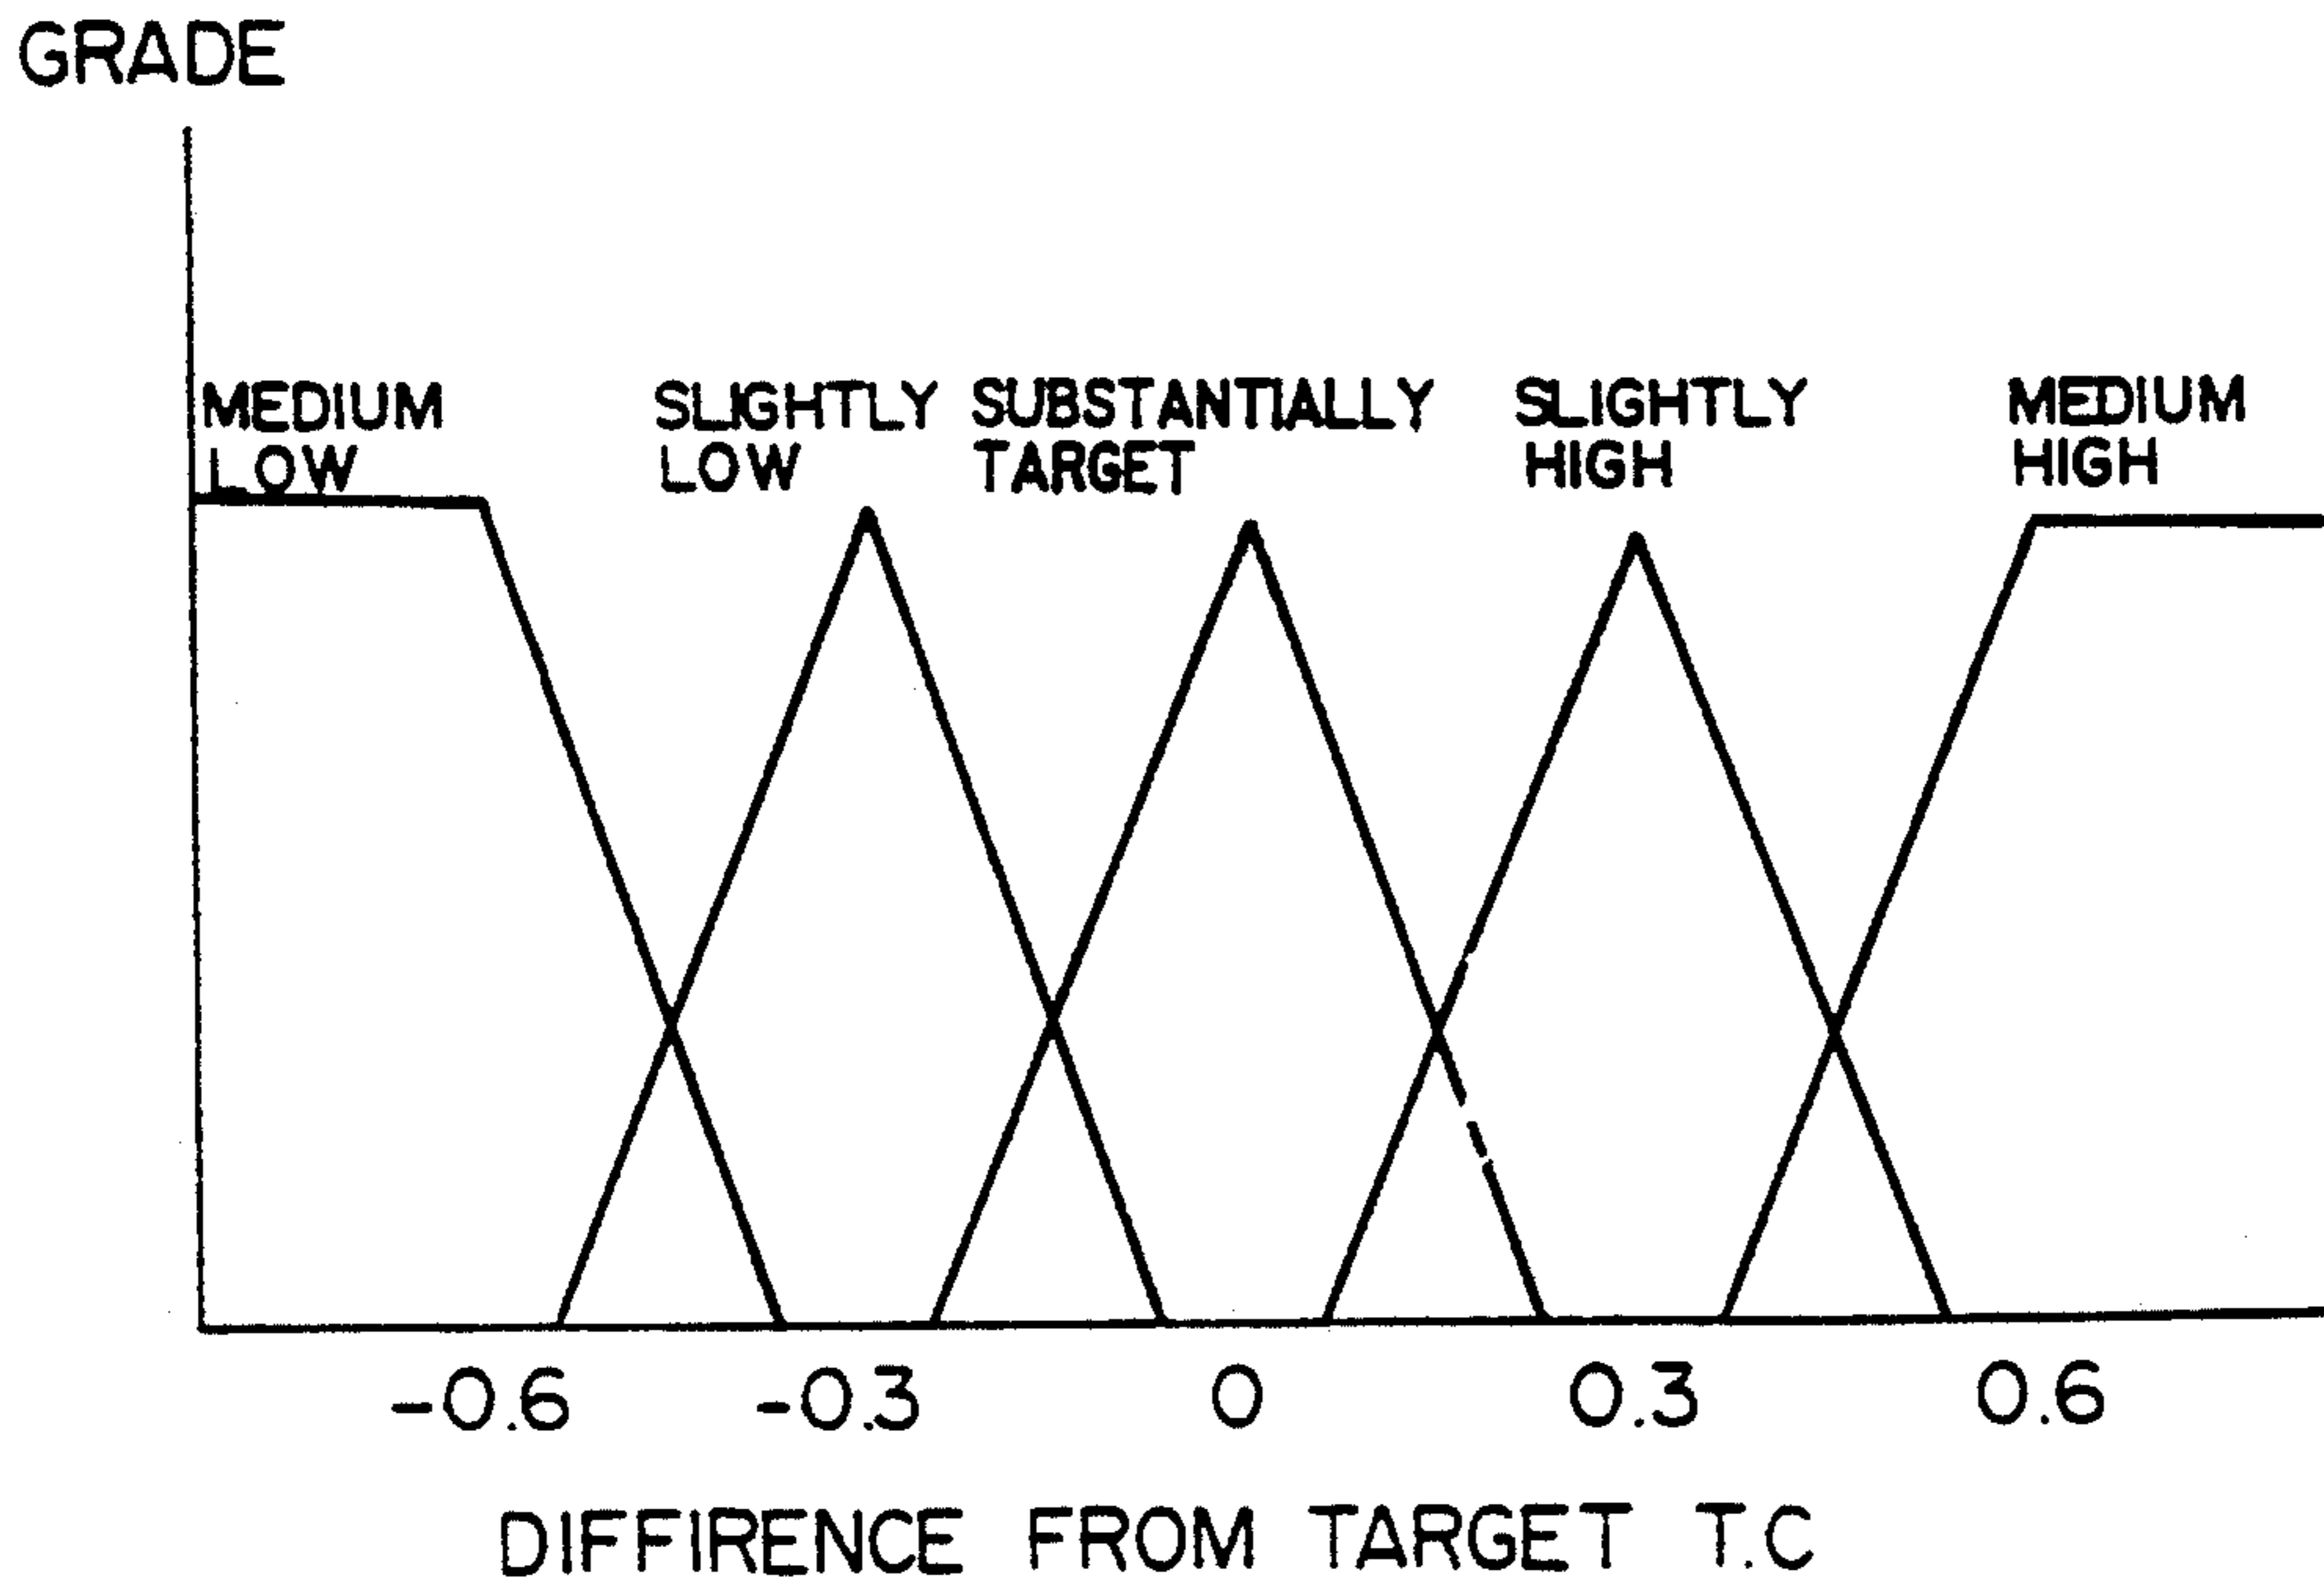 GRADE
MEDIUM
LOW
SLIGHTLY
LOW
SUBSTANTIALLY
TARGET
SLIGHTLY
HIGH
MEDIUM
HIGH
-0.6
-0.3
0
0.3
0.6
DIFFIRENCE FROM TARGET T.C